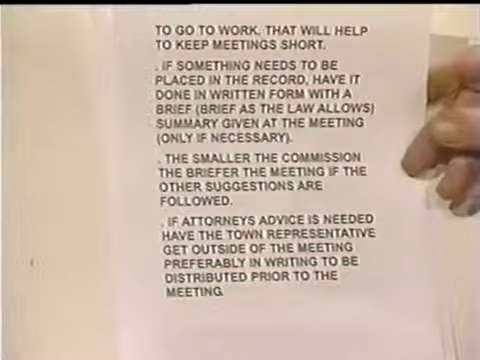 TO GO TO WORK. THAT WILL HELP
TO KEEP MEETINGS SHORT.
. IF SOMETHING NEEDS TO BE
PLACED IN THE RECORD, HAVE IT
DONE IN WRITTEN FORM WITH A
BRIEF (BRIEF AS THE LAW ALLOWS)
SUMMARY GIVEN AT THE MEETING
(ONLY IF NECESSARY).
. THE SMALLER THE COMMISSION
THE BRIEFER THE MEETING IF THE
OTHER SUGGESTIONS ARE
FOLLOWED.
. IF ATTORNEYS ADVICE IS NEEDED
HAVE THE TOWN REPRESENTATIVE
GET OUTSIDE OF THE MEETING
PREFERABLY IN WRITING TO BE
DISTRIBUTED PRIOR TO THE
MEETING.